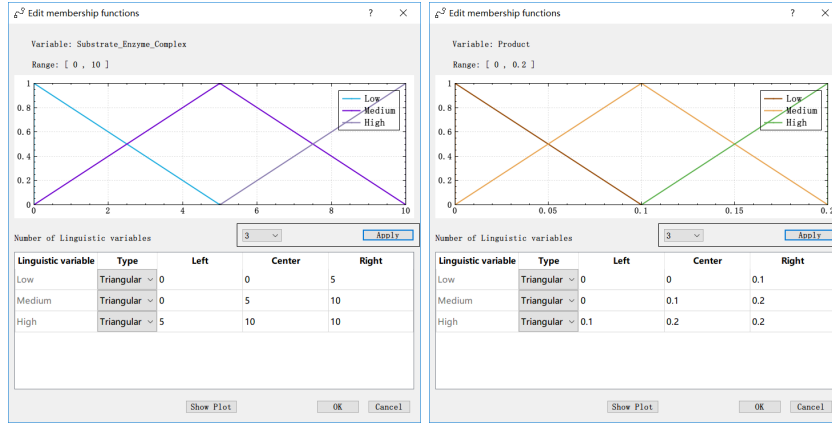 Edit membership functions ? ×
Variable: Substrate_Enzyme_Complex
Range: [ 0 , 10 ]
1
0.8
0.6
0.4
0.2
0
0 2 4 6 8 10
Low
Medium
High
Number of Linguistic variables 3 Apply
Linguistic variable Type Left Center Right
Low Triangular 0 0 5
Medium Triangular 0 5 10
High Triangular 5 10 10
Show Plot OK Cancel
Edit membership functions ? ×
Variable: Product
Range: [ 0 , 0.2 ]
1
0.8
0.6
0.4
0.2
0
0 0.05 0.1 0.15 0.2
Low
Medium
High
Number of Linguistic variables 3 Apply
Linguistic variable Type Left Center Right
Low Triangular 0 0 0.1
Medium Triangular 0 0.1 0.2
High Triangular 0.1 0.2 0.2
Show Plot OK Cancel